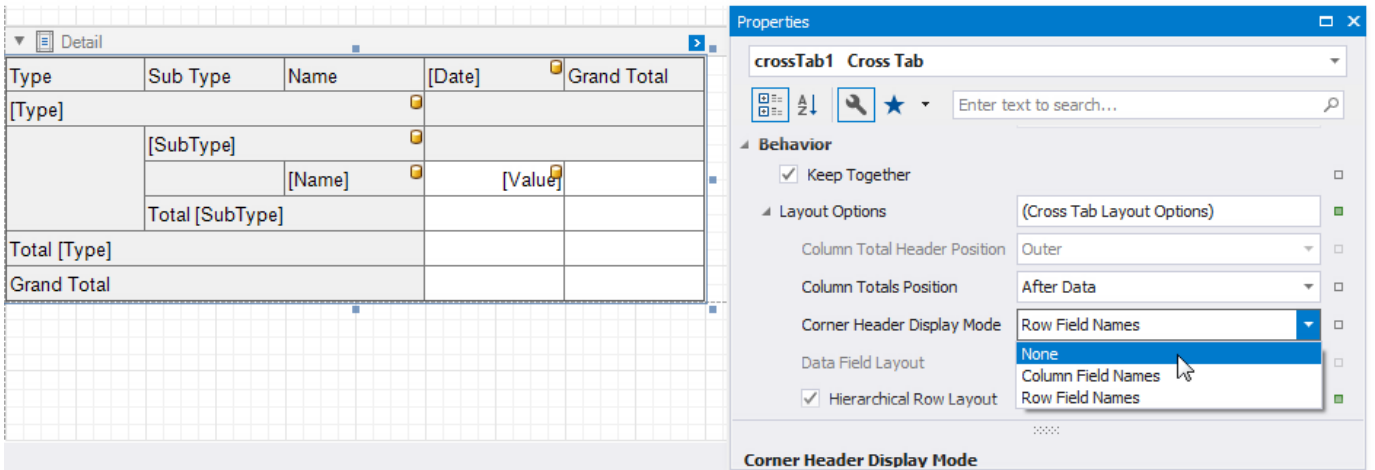 Detail
Type Sub Type Name [Date] Grand Total
[Type]
[SubType]
[Name] [Value]
Total [SubType]
Total [Type]
Grand Total
Properties
crossTab1 Cross Tab
A Z
Enter text to search...
Behavior
Keep Together
Layout Options (Cross Tab Layout Options)
Column Total Header Position Outer
Column Totals Position After Data
Corner Header Display Mode Row Field Names
None
Data Field Layout
Column Field Names
Hierarchical Row Layout Row Field Names
Corner Header Display Mode